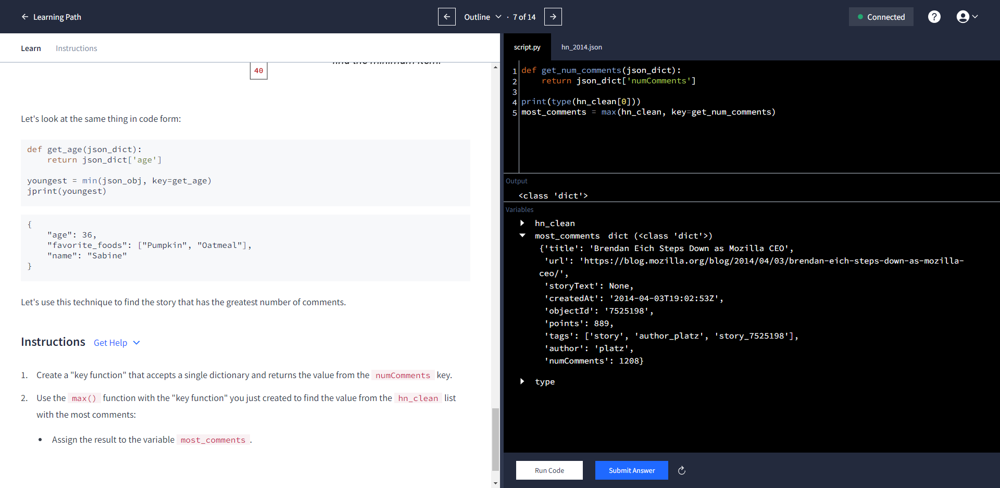 Learning Path
Outline · 7 of 14
Connected
?
Learn Instructions
find the minimum item.
40
Let's look at the same thing in code form:
def get_age(json_dict):
    return json_dict['age']
youngest = min(json_obj, key=get_age)
jprint(youngest)
{
    "age": 36,
    "favorite_foods": ["Pumpkin", "Oatmeal"],
    "name": "Sabine"
}
Let's use this technique to find the story that has the greatest number of comments.
Instructions Get Help
1. Create a "key function" that accepts a single dictionary and returns the value from the numComments key.
2. Use the max() function with the "key function" you just created to find the value from the hn_clean list
with the most comments:
• Assign the result to the variable most_comments .
script.py hn_2014.json
1 def get_num_comments(json_dict):
2     return json_dict['numComments']
3
4 print(type(hn_clean[0]))
5 most_comments = max(hn_clean, key=get_num_comments)
Output
<class 'dict'>
Variables
hn_clean
most_comments dict (<class 'dict'>)
{'title': 'Brendan Eich Steps Down as Mozilla CEO',
 'url': 'https://blog.mozilla.org/blog/2014/04/03/brendan-eich-steps-down-as-mozilla-
ceo/',
 'storyText': None,
 'createdAt': '2014-04-03T19:02:53Z',
 'objectId': '7525198',
 'points': 889,
 'tags': ['story', 'author_platz', 'story_7525198'],
 'author': 'platz',
 'numComments': 1208}
type
Run Code Submit Answer